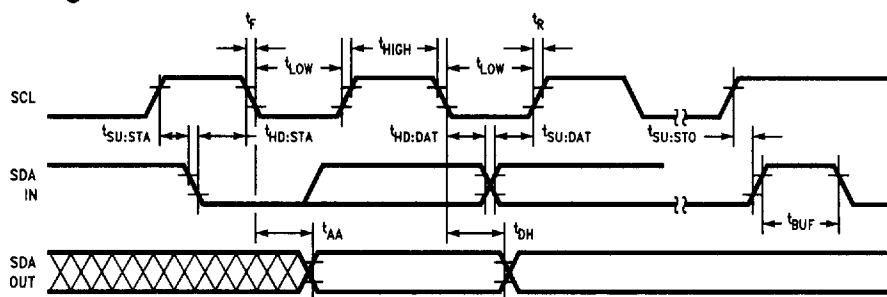 tF tR
tLOW tHIGH tLOW
SCL
tSU:STA tHD:STA tHD:DAT tSU:DAT tSU:STO
SDA
IN
tAA tDH tBUF
SDA
OUT